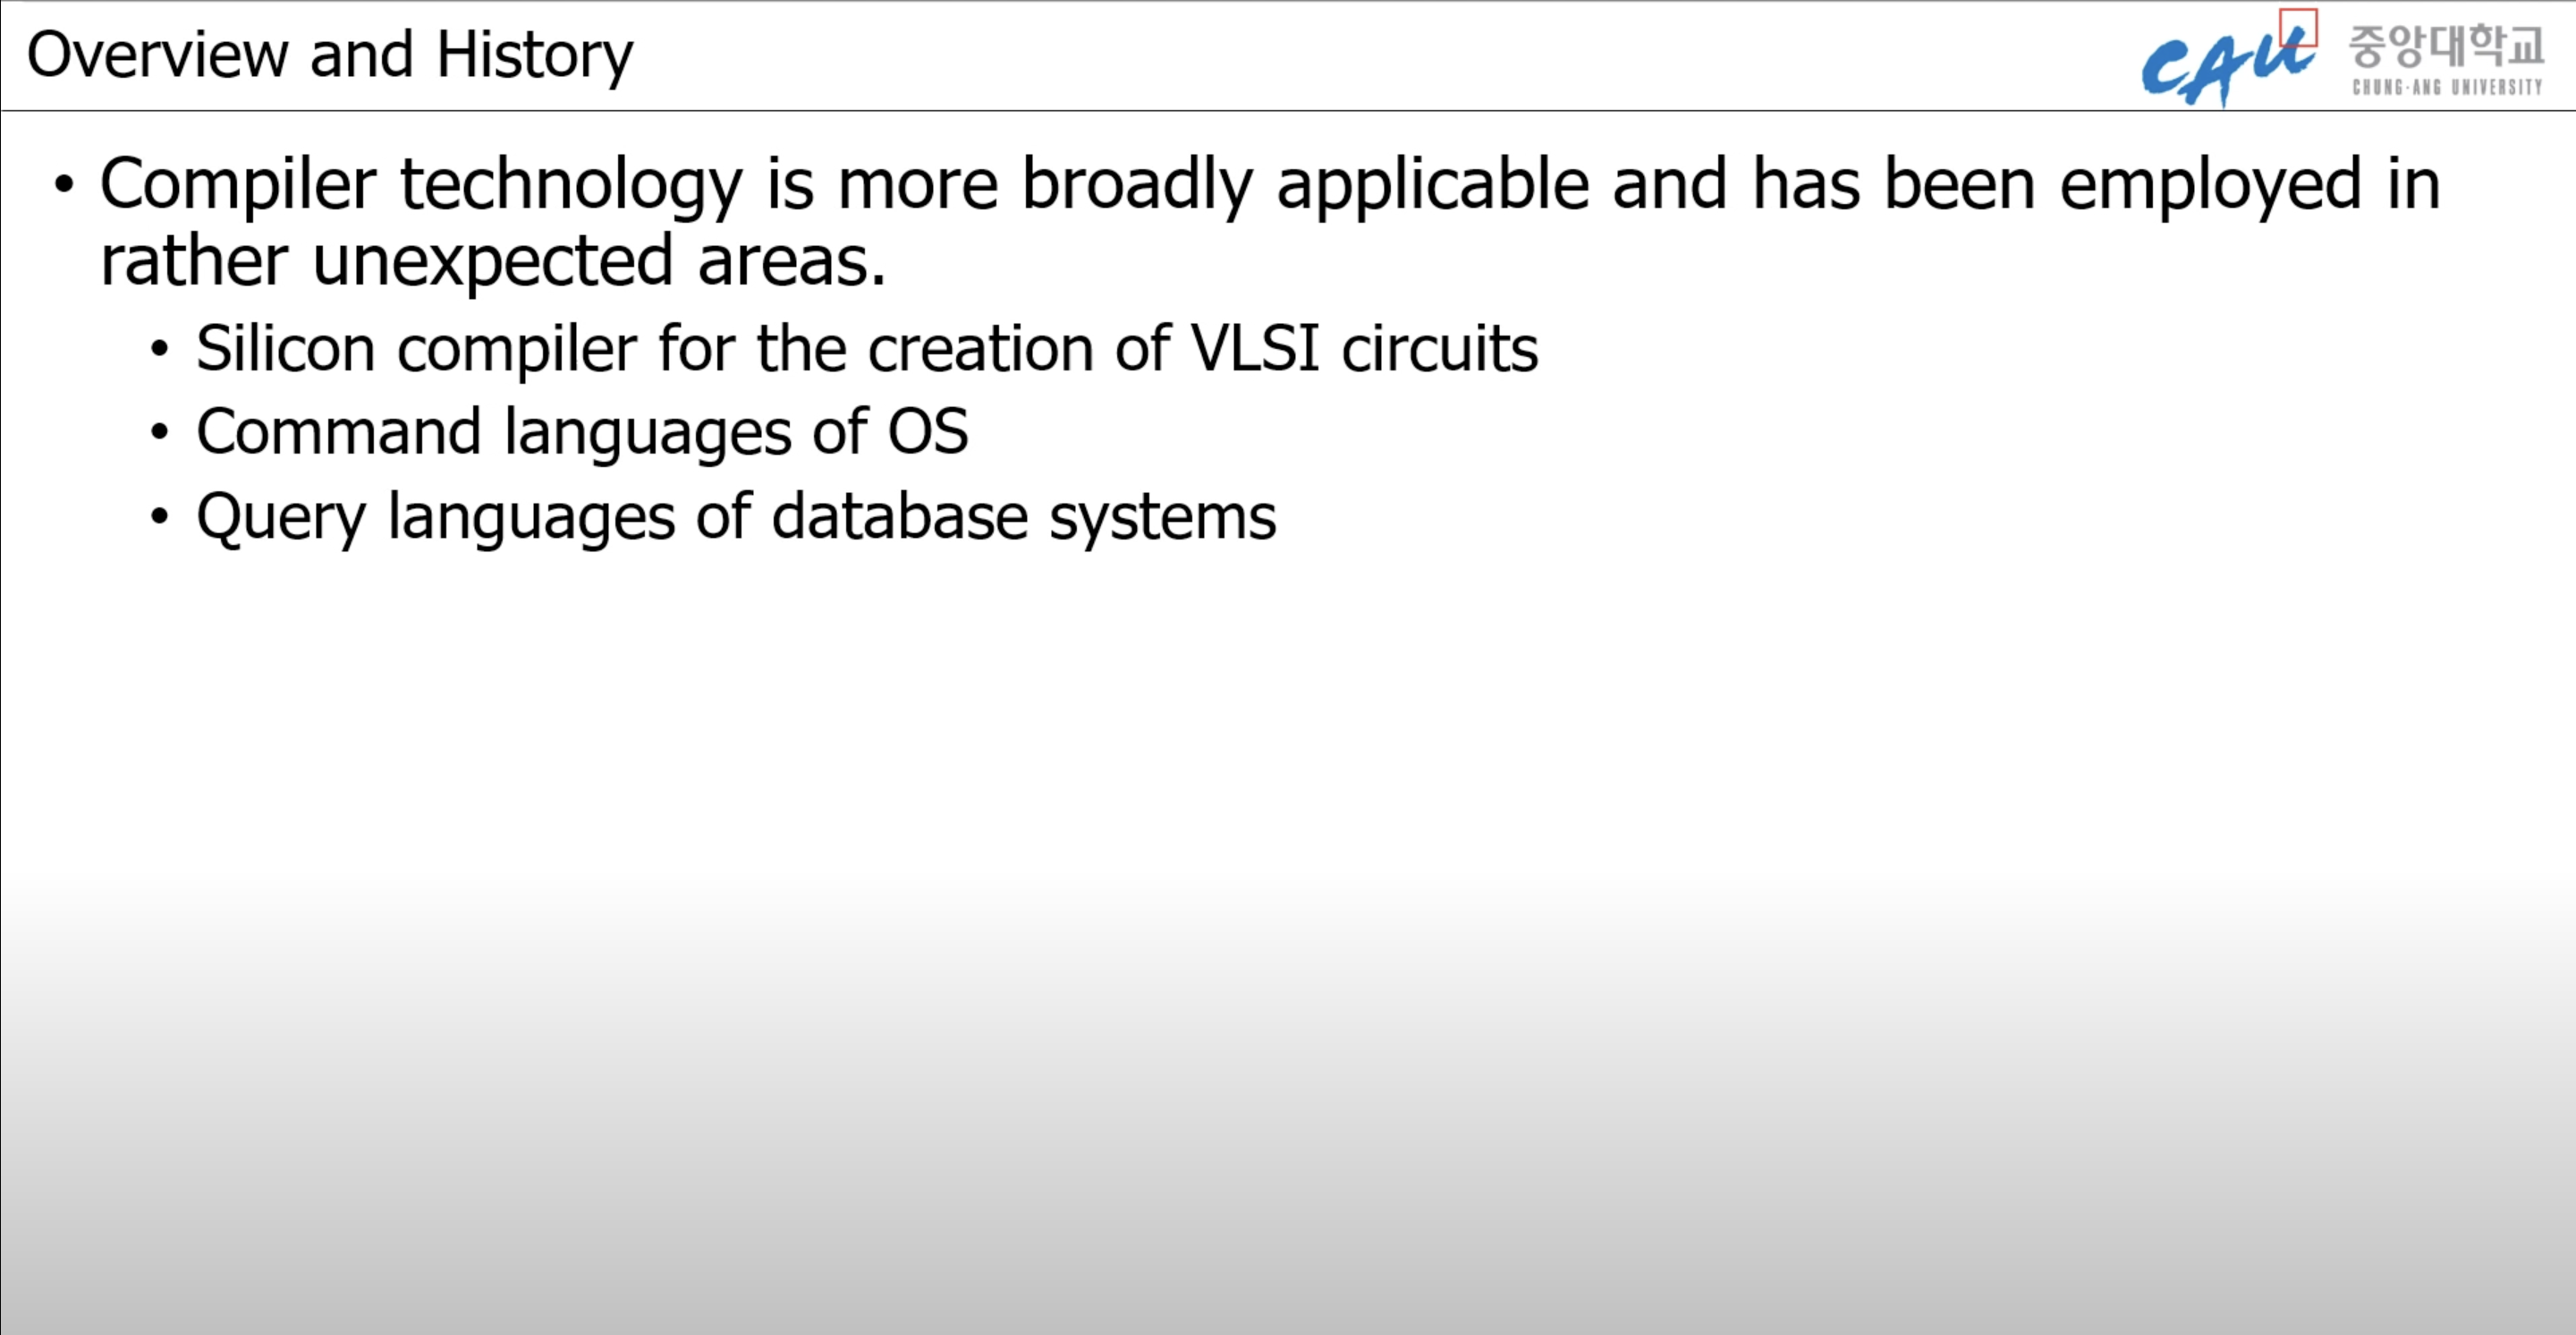 Overview and History
CAU 중앙대학교
CHUNG-ANG UNIVERSITY
• Compiler technology is more broadly applicable and has been employed in
rather unexpected areas.
• Silicon compiler for the creation of VLSI circuits
• Command languages of OS
• Query languages of database systems